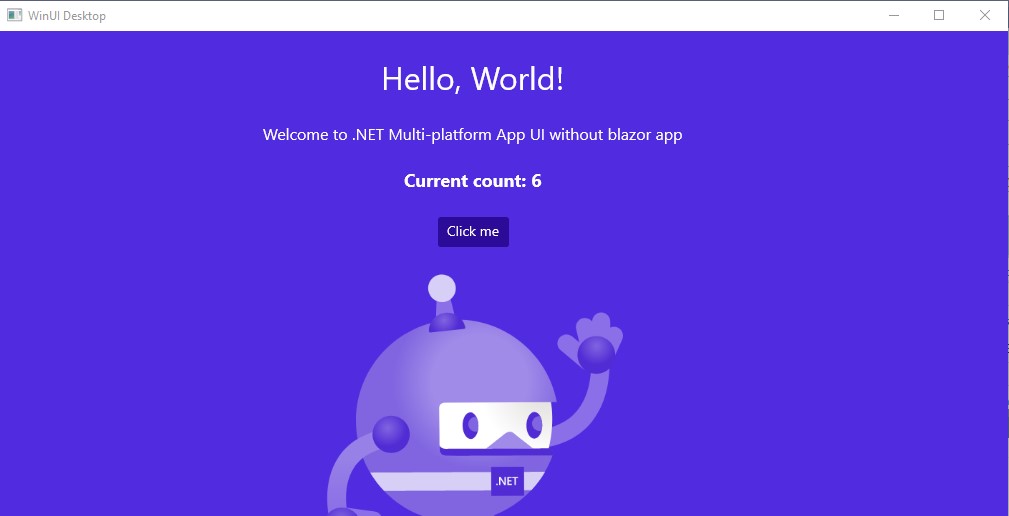 WinUI Desktop
Hello, World!
Welcome to .NET Multi-platform App UI without blazor app
Current count: 6
Click me
.NET